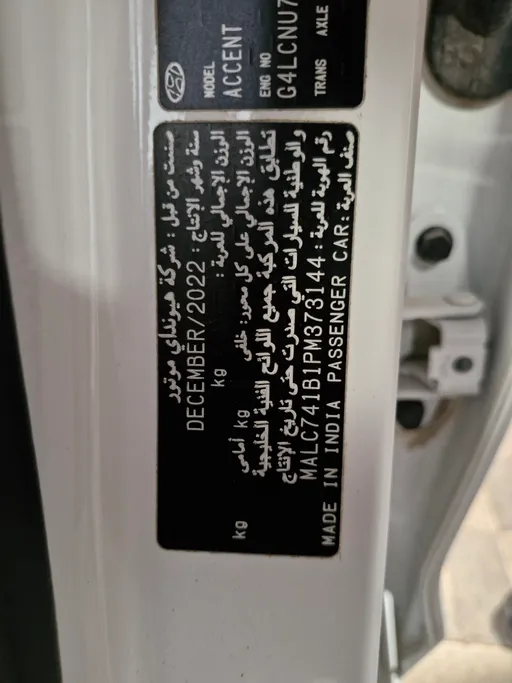 MODEL
ACCENT
ENG NO
G4LCNU7
TRANS AXLE
صنعت من قبل : شركة هيونداي موتور
سنة وشهر الإنتاج : DECEMBER/2022
الوزن الإجمالي للعربة : kg
الوزن الإجمالي على كل محور: خلفي kg أمامي kg
تطابق هذه المركبة جميع اللوائح الفنية الخليجية
والوطنية للسيارات التي صدرت حتى تاريخ الإنتاج
رقم الهوية للعربة : MALC741B1PM373144
صنف العربة : MADE IN INDIA PASSENGER CAR